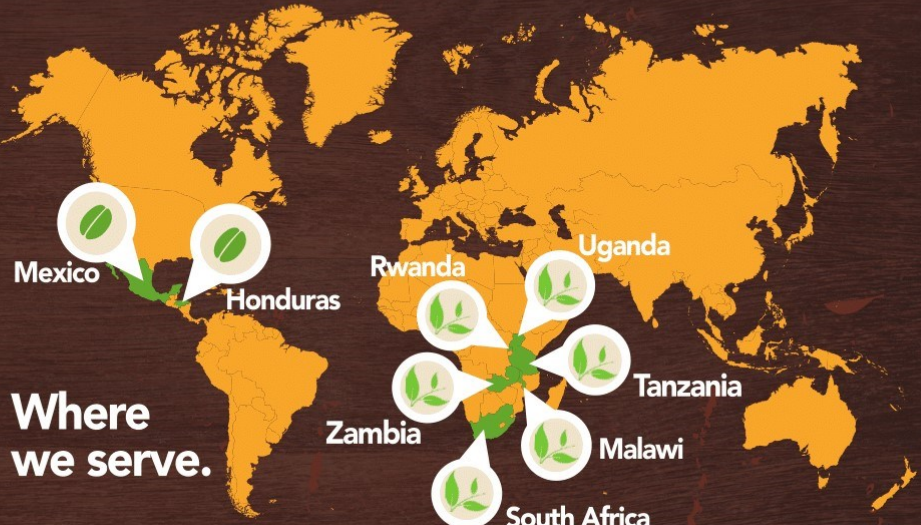 Uganda
Rwanda
Mexico
Honduras
Tanzania
Where
we serve.
Zambia
Malawi
South Africa